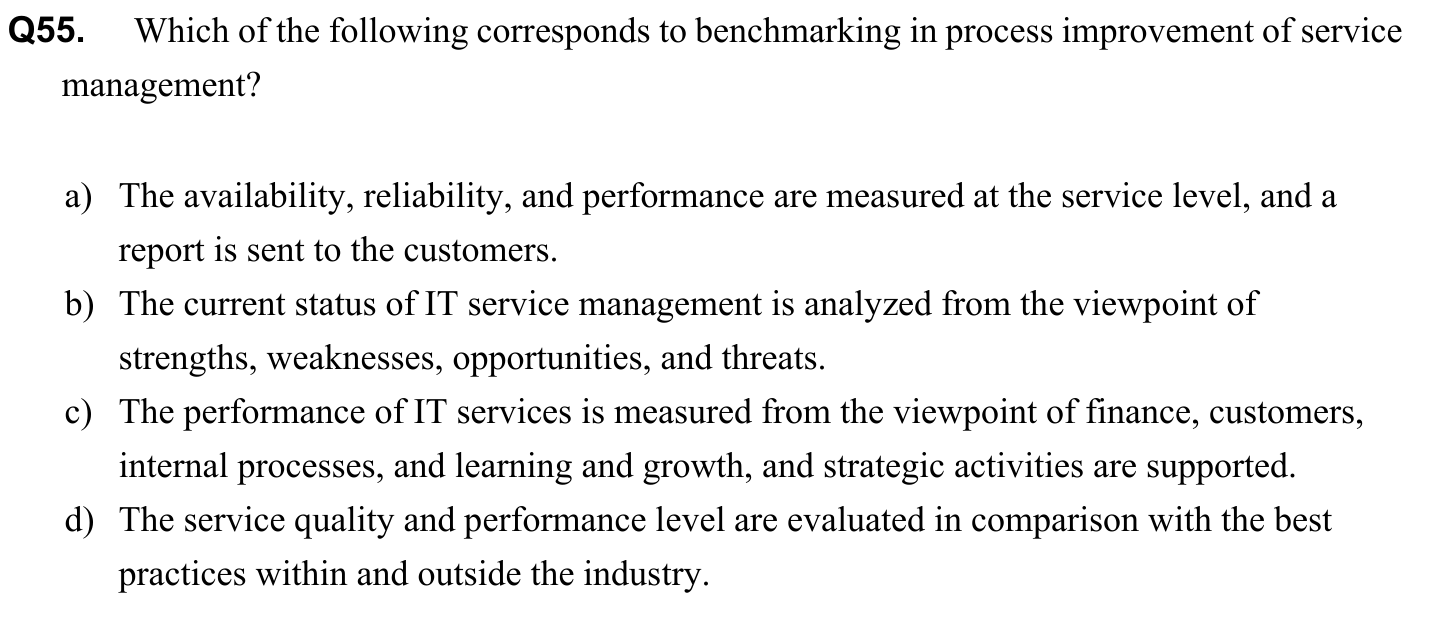 Q55. Which of the following corresponds to benchmarking in process improvement of service
management?
a) The availability, reliability, and performance are measured at the service level, and a
report is sent to the customers.
b) The current status of IT service management is analyzed from the viewpoint of
strengths, weaknesses, opportunities, and threats.
c) The performance of IT services is measured from the viewpoint of finance, customers,
internal processes, and learning and growth, and strategic activities are supported.
d) The service quality and performance level are evaluated in comparison with the best
practices within and outside the industry.